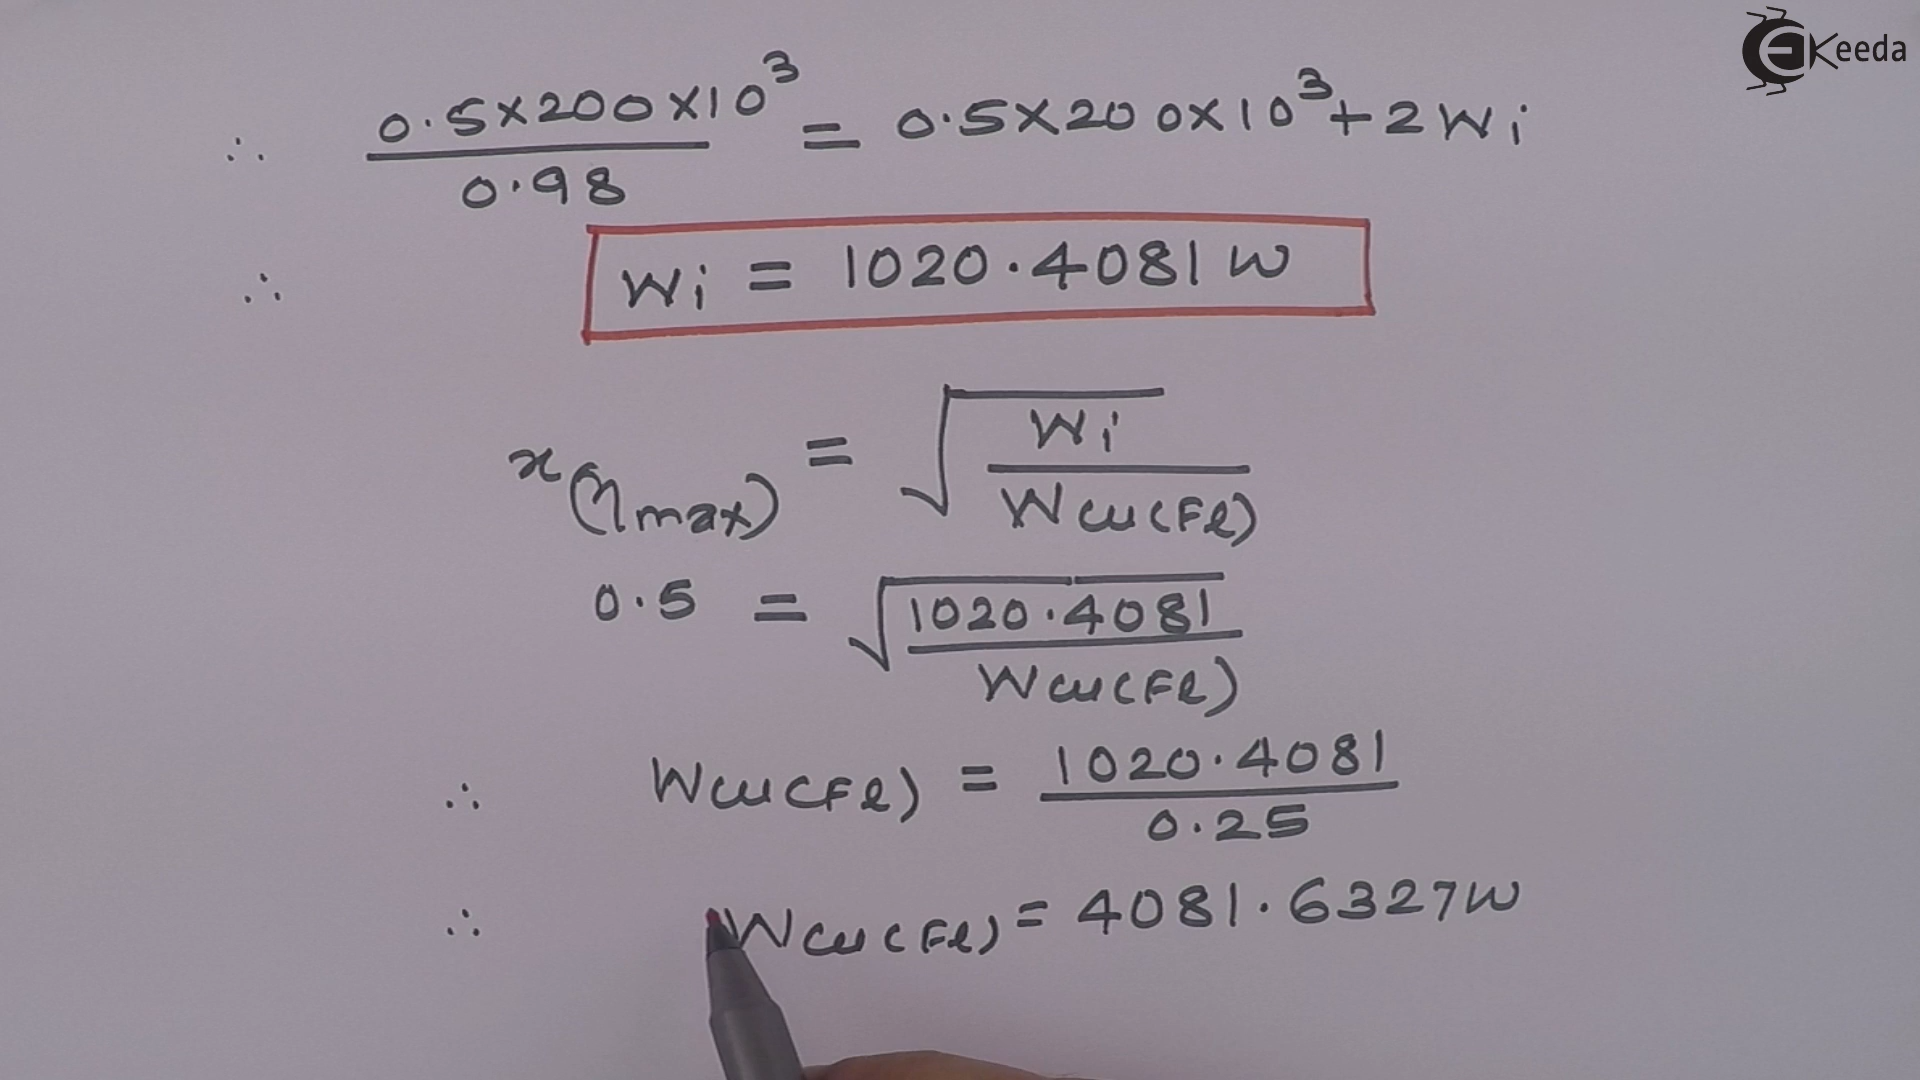 Keeda
∴ 0.5×200×10³ / 0.98 = 0.5×200×10³+2Wi
∴ Wi = 1020.4081 W
x(ηmax) = √(Wi / Wcu(Fl))
0.5 = √(1020.4081 / Wcu(Fl))
∴ Wcu(Fl) = 1020.4081 / 0.25
∴ Wcu(Fl) = 4081.6327W